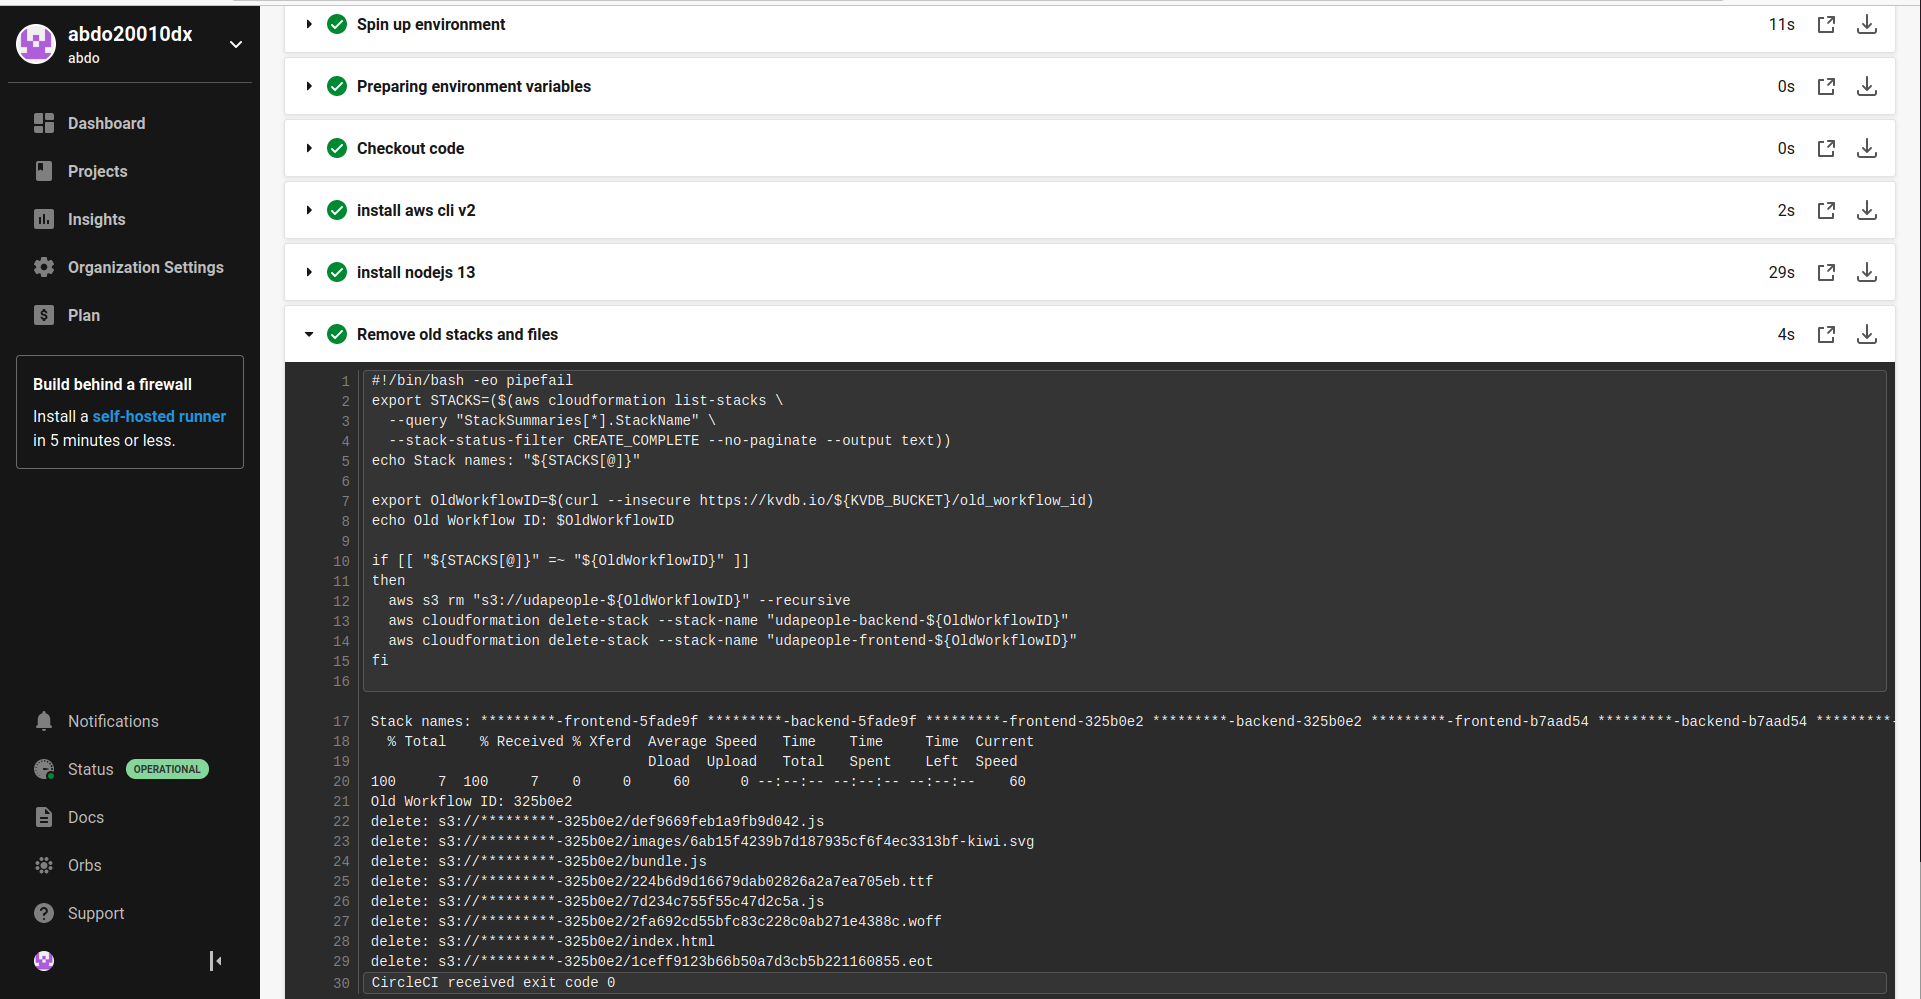 abdo20010dx
abdo
Dashboard
Projects
Insights
Organization Settings
Plan
Build behind a firewall
Install a self-hosted runner
in 5 minutes or less.
Notifications
Status OPERATIONAL
Docs
Orbs
Support
Spin up environment 11s
Preparing environment variables 0s
Checkout code 0s
install aws cli v2 2s
install nodejs 13 29s
Remove old stacks and files 4s
1 #!/bin/bash -eo pipefail
2 export STACKS=($(aws cloudformation list-stacks \
3   --query "StackSummaries[*].StackName" \
4   --stack-status-filter CREATE_COMPLETE --no-paginate --output text))
5 echo Stack names: "${STACKS[@]}"
6
7 export OldWorkflowID=$(curl --insecure https://kvdb.io/${KVDB_BUCKET}/old_workflow_id)
8 echo Old Workflow ID: $OldWorkflowID
9
10 if [[ "${STACKS[@]}" =~ "${OldWorkflowID}" ]]
11 then
12   aws s3 rm "s3://udapeople-${OldWorkflowID}" --recursive
13   aws cloudformation delete-stack --stack-name "udapeople-backend-${OldWorkflowID}"
14   aws cloudformation delete-stack --stack-name "udapeople-frontend-${OldWorkflowID}"
15 fi
16
17 Stack names: *********-frontend-5fade9f *********-backend-5fade9f *********-frontend-325b0e2 *********-backend-325b0e2 *********-frontend-b7aad54 *********-backend-b7aad54 *********-
18   % Total    % Received % Xferd  Average Speed   Time    Time     Time  Current
19                                  Dload  Upload   Total   Spent    Left  Speed
20 100     7  100     7    0     0     60      0 --:--:-- --:--:-- --:--:--    60
21 Old Workflow ID: 325b0e2
22 delete: s3://*********-325b0e2/def9669feb1a9fb9d042.js
23 delete: s3://*********-325b0e2/images/6ab15f4239b7d187935cf6f4ec3313bf-kiwi.svg
24 delete: s3://*********-325b0e2/bundle.js
25 delete: s3://*********-325b0e2/224b6d9d16679dab02826a2a7ea705eb.ttf
26 delete: s3://*********-325b0e2/7d234c755f55c47d2c5a.js
27 delete: s3://*********-325b0e2/2fa692cd55bfc83c228c0ab271e4388c.woff
28 delete: s3://*********-325b0e2/index.html
29 delete: s3://*********-325b0e2/1ceff9123b66b50a7d3cb5b221160855.eot
30 CircleCI received exit code 0